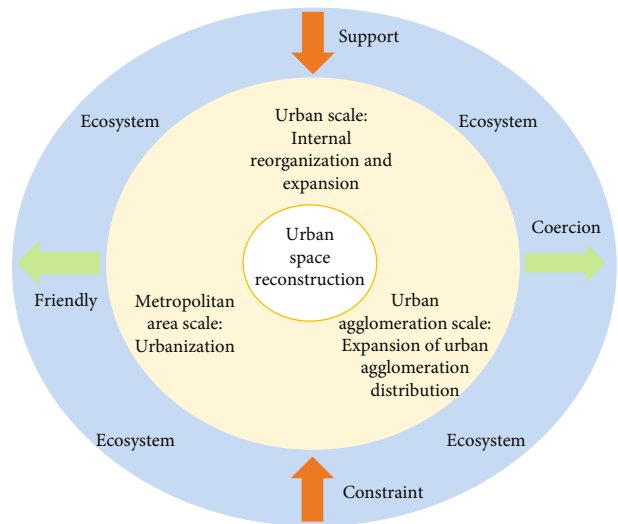 Support
Ecosystem
Ecosystem
Urban scale:
Internal
reorganization and
expansion
Urban
space
reconstruction
Coercion
Friendly
Metropolitan
area scale:
Urbanization
Urban
agglomeration scale:
Expansion of urban
agglomeration
distribution
Ecosystem
Ecosystem
Constraint